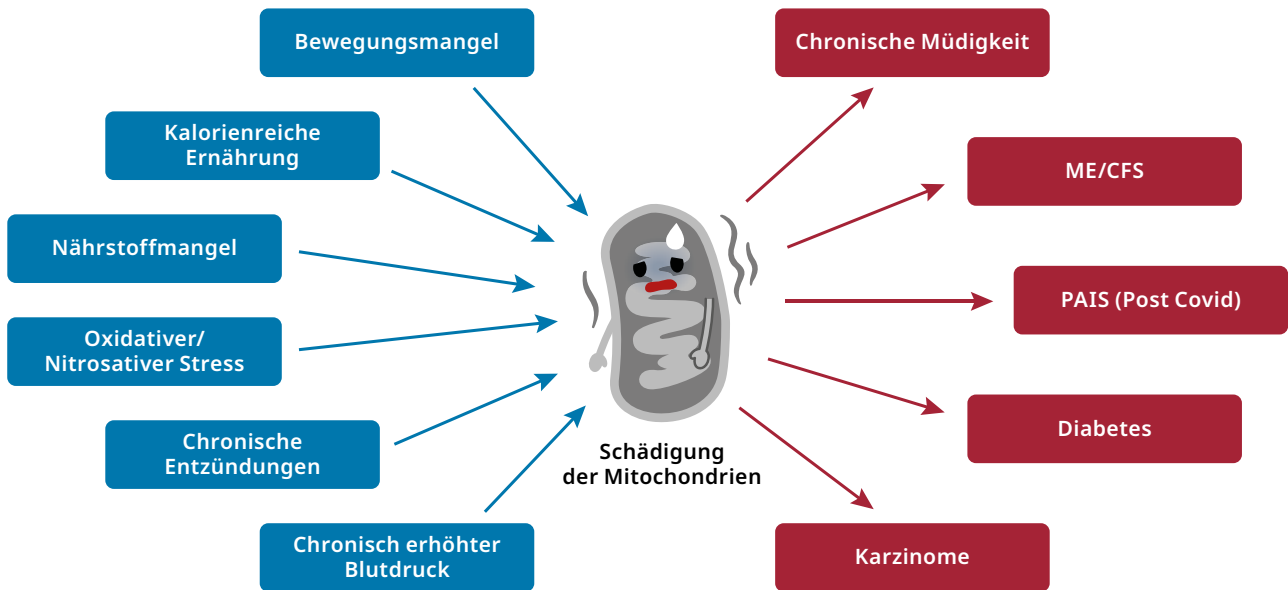 Bewegungsmangel
Kalorienreiche
Ernährung
Nährstoffmangel
Oxidativer/
Nitrosativer Stress
Chronische
Entzündungen
Chronisch erhöhter
Blutdruck
Schädigung
der Mitochondrien
Chronische Müdigkeit
ME/CFS
PAIS (Post Covid)
Diabetes
Karzinome